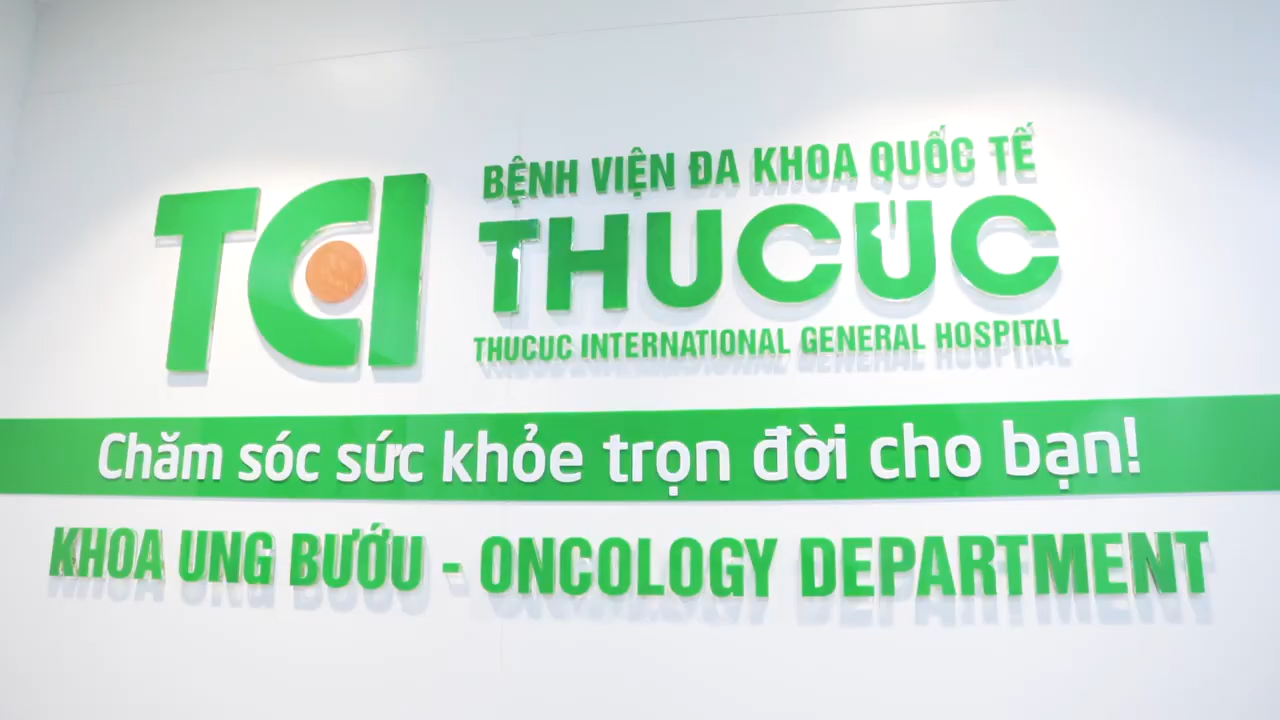 TCI
BỆNH VIỆN ĐA KHOA QUỐC TẾ
THUCUC
THUCUC INTERNATIONAL GENERAL HOSPITAL
Chăm sóc sức khỏe trọn đời cho bạn!
KHOA UNG BƯỚU - ONCOLOGY DEPARTMENT